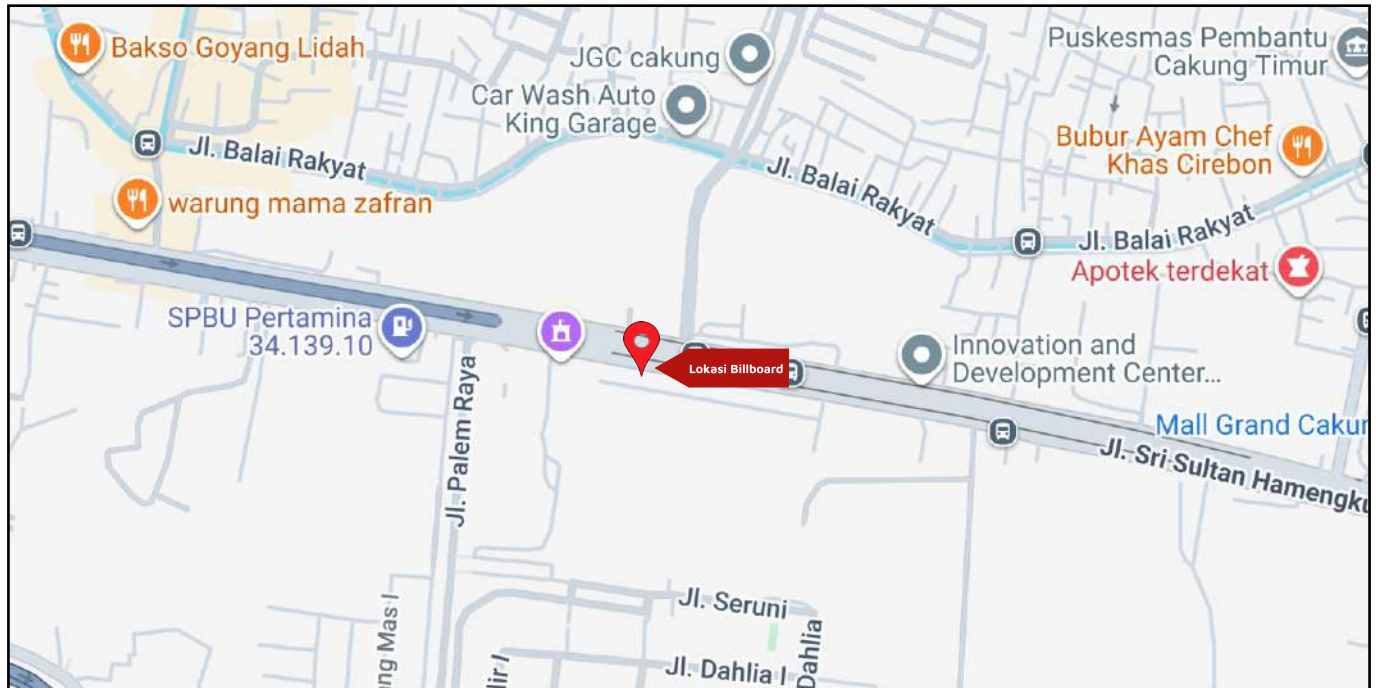 Bakso Goyang Lidah
JGC cakung
Puskesmas Pembantu
Cakung Timur
Car Wash Auto
King Garage
Jl. Balai Rakyat
Bubur Ayam Chef
Khas Cirebon
Jl. Balai Rakyat
warung mama zafran
Jl. Balai Rakyat
Apotek terdekat
SPBU Pertamina
34.139.10
Innovation and
Development Center...
Lokasi Billboard
Jl. Palem Raya
Mall Grand Cakun
Jl. Sri Sultan Hamengku
Jl. Seruni
ang Mas I
Dahlia
Jl. Dahlia I
lir I